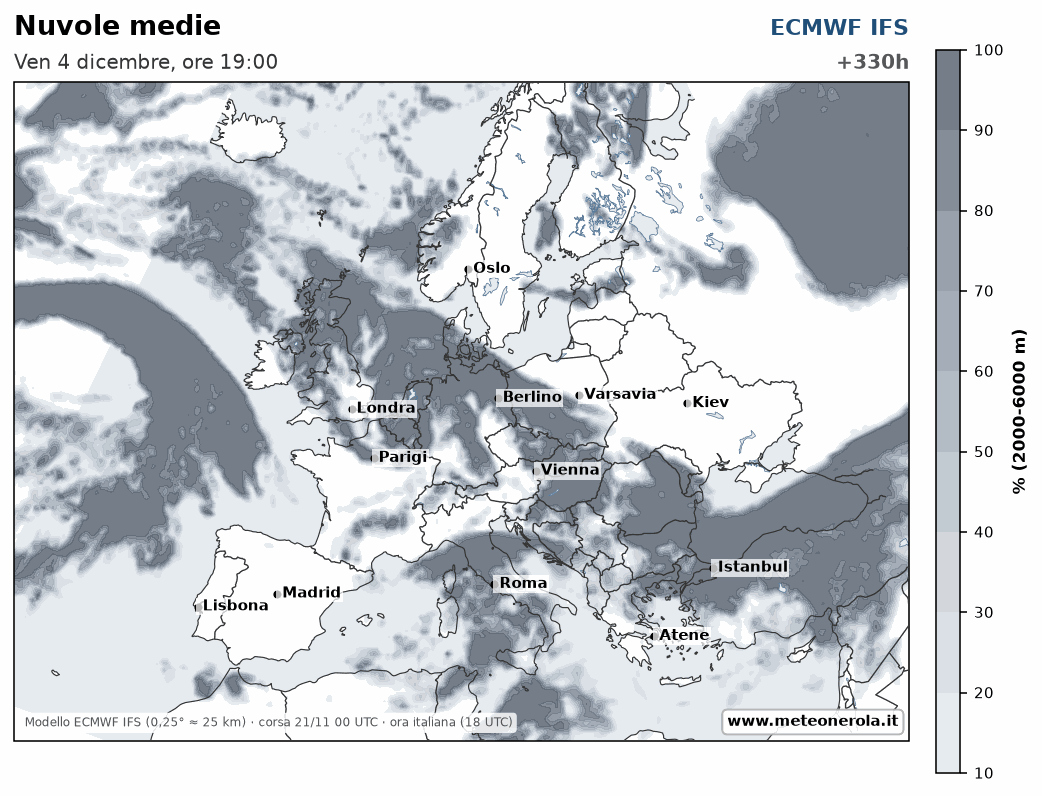 Nuvole medie
ECMWF IFS
Ven 4 dicembre, ore 19:00
+330h
100
90
80
70
60
50
40
30
20
10
% (2000-6000 m)
Oslo
Londra
Berlino
Varsavia
Kiev
Parigi
Vienna
Istanbul
Roma
Madrid
Lisbona
Atene
Modello ECMWF IFS (0,25° ≈ 25 km) · corsa 21/11 00 UTC · ora italiana (18 UTC)
www.meteonerola.it